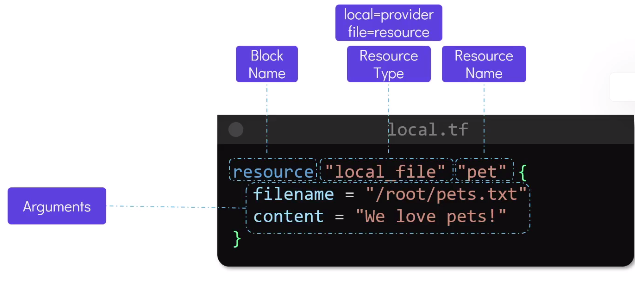 local=provider
file=resource
Block
Name
Resource
Type
Resource
Name
local.tf
resource "local_file" "pet" {
Arguments
filename = "/root/pets.txt"
content = "We love pets!"
}